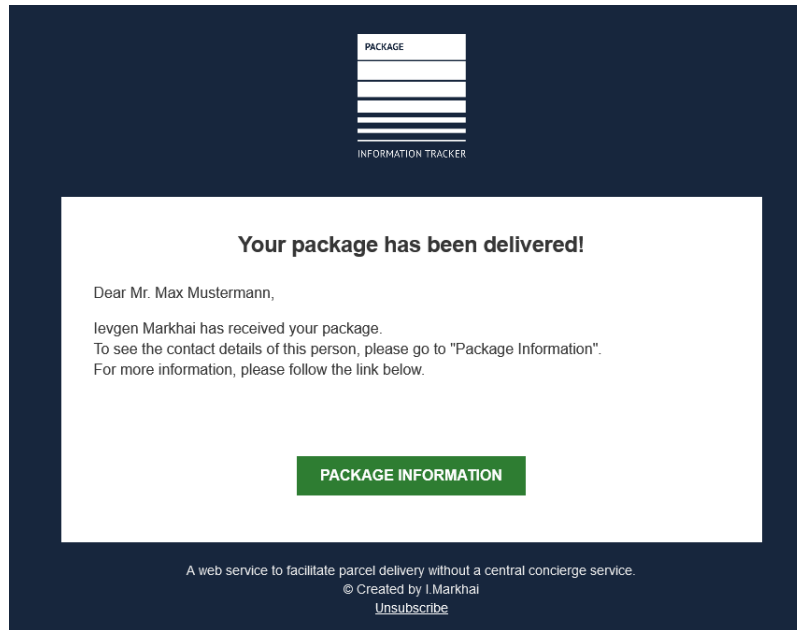 PACKAGE
INFORMATION TRACKER
Your package has been delivered!
Dear Mr. Max Mustermann,
Ievgen Markhai has received your package.
To see the contact details of this person, please go to "Package Information".
For more information, please follow the link below.
PACKAGE INFORMATION
A web service to facilitate parcel delivery without a central concierge service.
© Created by I.Markhai
Unsubscribe